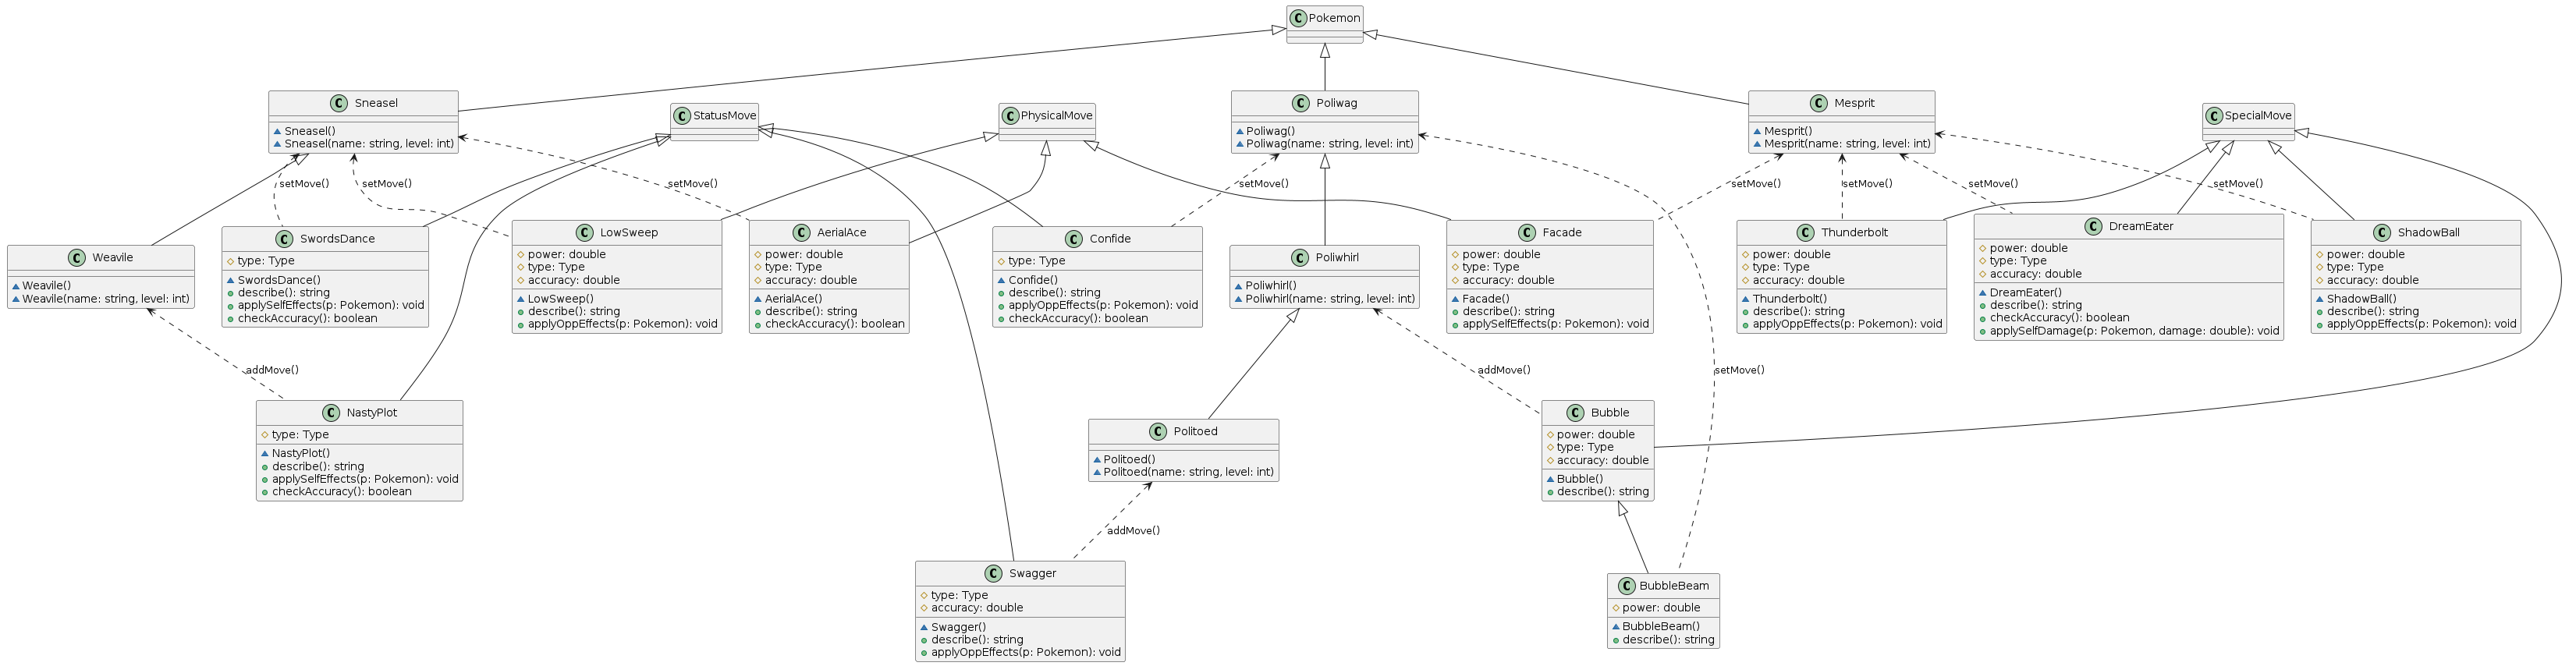 Pokemon
Sneasel
Sneasel()
Sneasel(name: string, level: int)
StatusMove
PhysicalMove
Poliwag
Poliwag()
Poliwag(name: string, level: int)
Mesprit
Mesprit()
Mesprit(name: string, level: int)
SpecialMove
setMove()
setMove()
setMove()
setMove()
setMove()
setMove()
setMove()
setMove()
Weavile
Weavile()
Weavile(name: string, level: int)
SwordsDance
type: Type
SwordsDance()
describe(): string
applySelfEffects(p: Pokemon): void
checkAccuracy(): boolean
LowSweep
power: double
type: Type
accuracy: double
LowSweep()
describe(): string
applyOppEffects(p: Pokemon): void
AerialAce
power: double
type: Type
accuracy: double
AerialAce()
describe(): string
checkAccuracy(): boolean
Confide
type: Type
Confide()
describe(): string
applyOppEffects(p: Pokemon): void
checkAccuracy(): boolean
Poliwhirl
Poliwhirl()
Poliwhirl(name: string, level: int)
Facade
power: double
type: Type
accuracy: double
Facade()
describe(): string
applySelfEffects(p: Pokemon): void
Thunderbolt
power: double
type: Type
accuracy: double
Thunderbolt()
describe(): string
applyOppEffects(p: Pokemon): void
DreamEater
power: double
type: Type
accuracy: double
DreamEater()
describe(): string
checkAccuracy(): boolean
applySelfDamage(p: Pokemon, damage: double): void
ShadowBall
power: double
type: Type
accuracy: double
ShadowBall()
describe(): string
applyOppEffects(p: Pokemon): void
addMove()
addMove()
setMove()
NastyPlot
type: Type
NastyPlot()
describe(): string
applySelfEffects(p: Pokemon): void
checkAccuracy(): boolean
Politoed
Politoed()
Politoed(name: string, level: int)
Bubble
power: double
type: Type
accuracy: double
Bubble()
describe(): string
addMove()
Swagger
type: Type
accuracy: double
Swagger()
describe(): string
applyOppEffects(p: Pokemon): void
BubbleBeam
power: double
BubbleBeam()
describe(): string